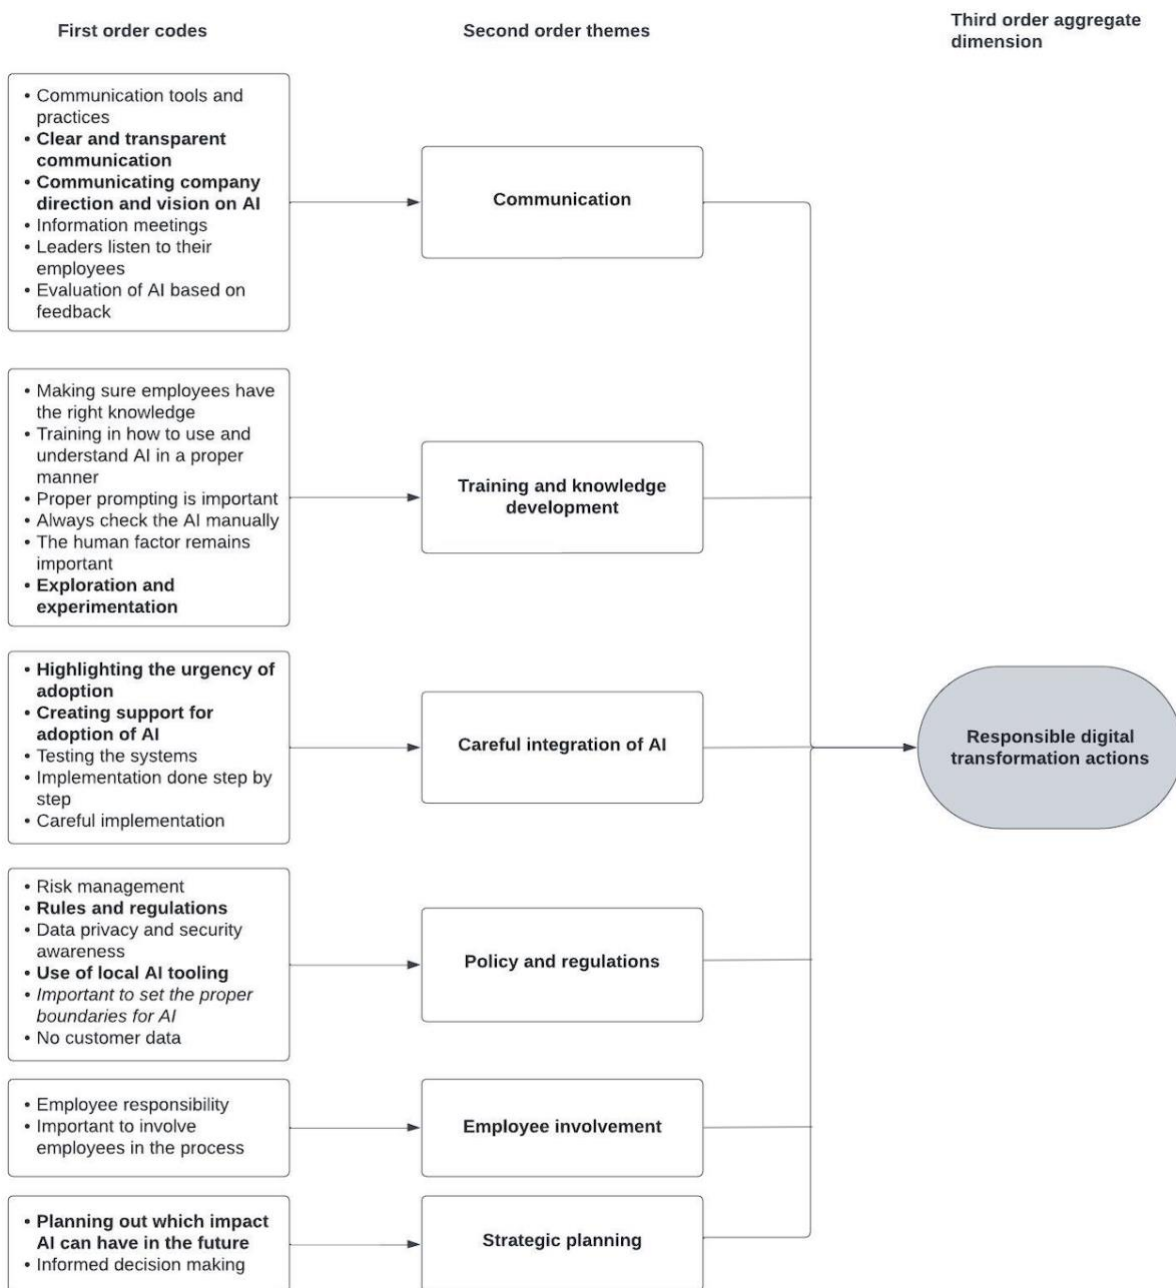 First order codes
Second order themes
Third order aggregate
dimension
• Communication tools and
practices
• Clear and transparent
communication
• Communicating company
direction and vision on AI
• Information meetings
• Leaders listen to their
employees
• Evaluation of AI based on
feedback
Communication
• Making sure employees have
the right knowledge
• Training in how to use and
understand AI in a proper
manner
• Proper prompting is important
• Always check the AI manually
• The human factor remains
important
• Exploration and
experimentation
Training and knowledge
development
• Highlighting the urgency of
adoption
• Creating support for
adoption of AI
• Testing the systems
• Implementation done step by
step
• Careful implementation
Careful integration of AI
Responsible digital
transformation actions
• Risk management
• Rules and regulations
• Data privacy and security
awareness
• Use of local AI tooling
• Important to set the proper
boundaries for AI
• No customer data
Policy and regulations
• Employee responsibility
• Important to involve
employees in the process
Employee involvement
• Planning out which impact
AI can have in the future
• Informed decision making
Strategic planning